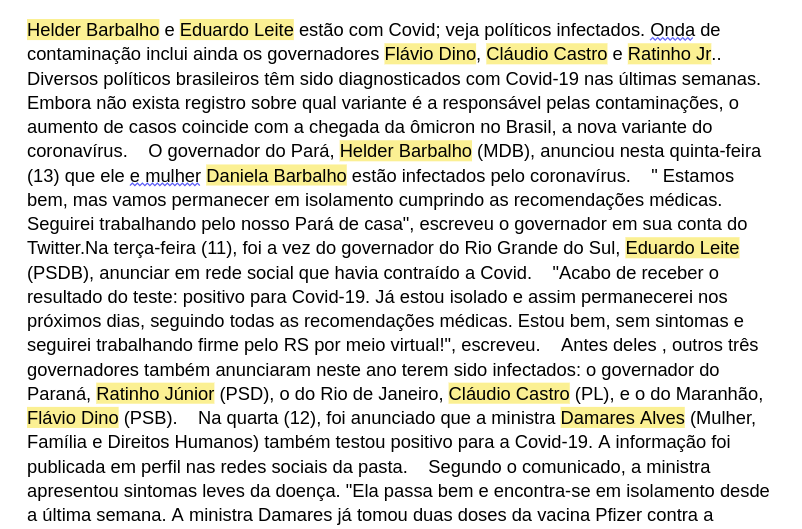 Helder Barbalho e Eduardo Leite estão com Covid; veja políticos infectados. Onda de
contaminação inclui ainda os governadores Flávio Dino, Cláudio Castro e Ratinho Jr..
Diversos políticos brasileiros têm sido diagnosticados com Covid-19 nas últimas semanas.
Embora não exista registro sobre qual variante é a responsável pelas contaminações, o
aumento de casos coincide com a chegada da ômicron no Brasil, a nova variante do
coronavírus.    O governador do Pará, Helder Barbalho (MDB), anunciou nesta quinta-feira
(13) que ele e mulher Daniela Barbalho estão infectados pelo coronavírus.    " Estamos
bem, mas vamos permanecer em isolamento cumprindo as recomendações médicas.
Seguirei trabalhando pelo nosso Pará de casa", escreveu o governador em sua conta do
Twitter.Na terça-feira (11), foi a vez do governador do Rio Grande do Sul, Eduardo Leite
(PSDB), anunciar em rede social que havia contraído a Covid.    "Acabo de receber o
resultado do teste: positivo para Covid-19. Já estou isolado e assim permanecerei nos
próximos dias, seguindo todas as recomendações médicas. Estou bem, sem sintomas e
seguirei trabalhando firme pelo RS por meio virtual!", escreveu.    Antes deles , outros três
governadores também anunciaram neste ano terem sido infectados: o governador do
Paraná, Ratinho Júnior (PSD), o do Rio de Janeiro, Cláudio Castro (PL), e o do Maranhão,
Flávio Dino (PSB).    Na quarta (12), foi anunciado que a ministra Damares Alves (Mulher,
Família e Direitos Humanos) também testou positivo para a Covid-19. A informação foi
publicada em perfil nas redes sociais da pasta.    Segundo o comunicado, a ministra
apresentou sintomas leves da doença. "Ela passa bem e encontra-se em isolamento desde
a última semana. A ministra Damares já tomou duas doses da vacina Pfizer contra a